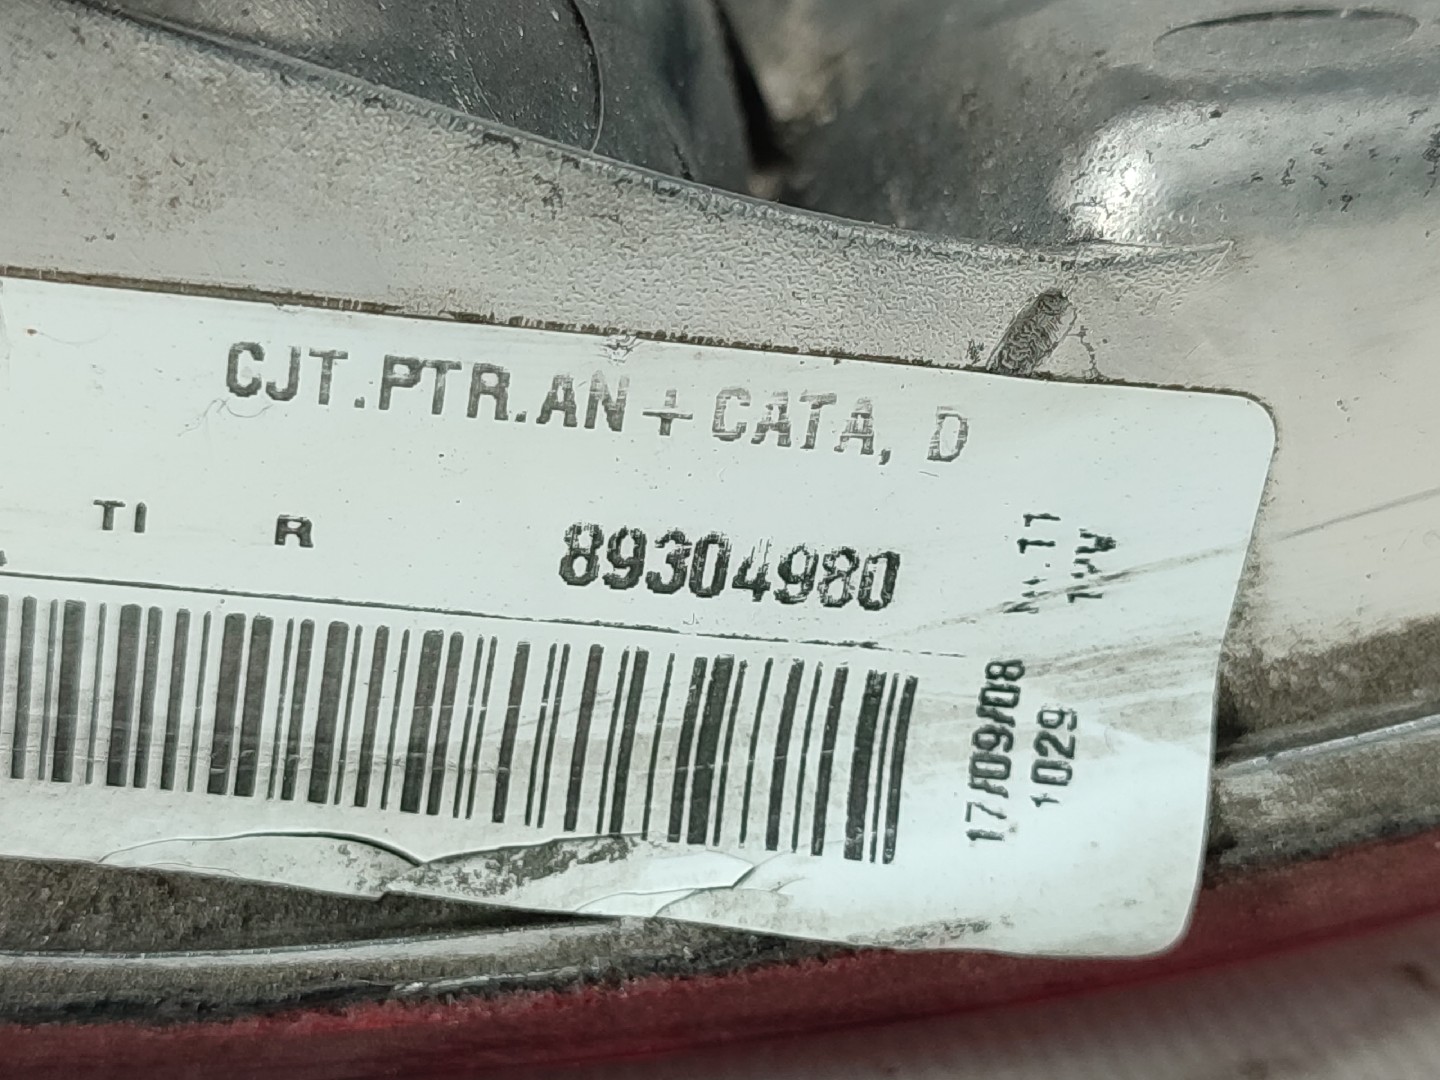 CJT.PTR.AN + CATA, D
TI R 89304980
17/09/08
1029